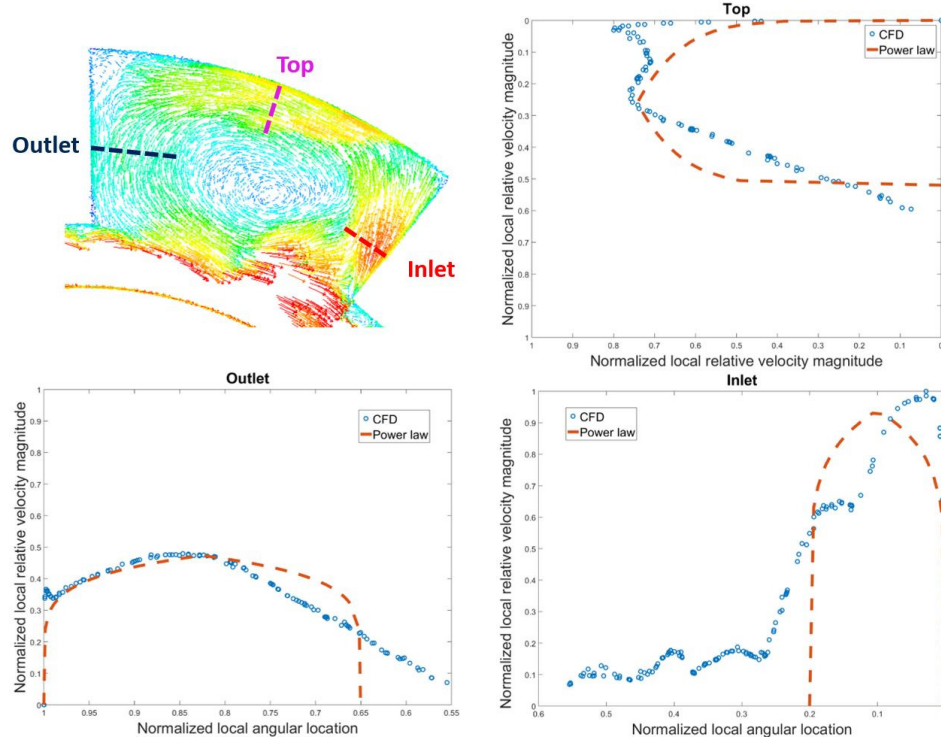 Top
Outlet
Inlet
Top
CFD
Power law
Normalized local relative velocity magnitude
0
0.1
0.2
0.3
0.4
0.5
0.6
0.7
0.8
0.9
1
1 0.9 0.8 0.7 0.6 0.5 0.4 0.3 0.2 0.1 0
Normalized local relative velocity magnitude
Outlet
CFD
Power law
Normalized local relative velocity magnitude
1
0.9
0.8
0.7
0.6
0.5
0.4
0.3
0.2
0.1
0
1 0.95 0.9 0.85 0.8 0.75 0.7 0.65 0.6 0.55
Normalized local angular location
Inlet
CFD
Power law
Normalized local relative velocity magnitude
1
0.9
0.8
0.7
0.6
0.5
0.4
0.3
0.2
0.1
0
0.6 0.5 0.4 0.3 0.2 0.1
Normalized local angular location